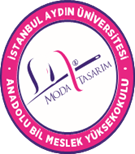 İSTANBUL AYDIN ÜNİVERSİTESİ
MODA
TASARIM
ANADOLU BİL MESLEK YÜKSEKOKULU